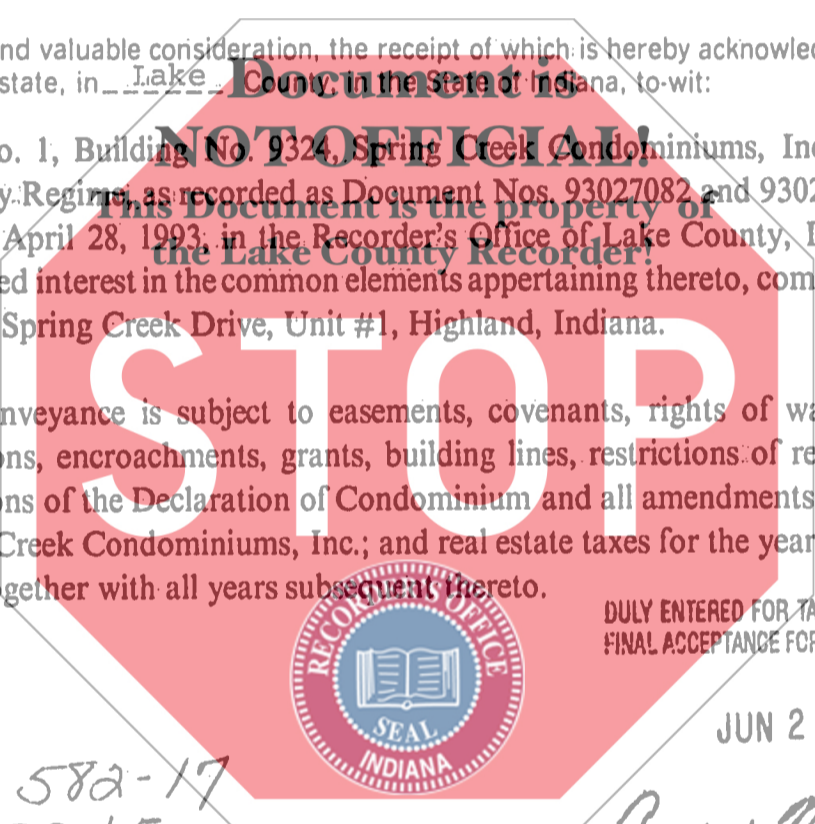 nd valuable consideration, the receipt of which is hereby acknowled
state, in Lake County, in the State of Indiana, to-wit:
Document is
NOT OFFICIAL!
This Document is the property of
the Lake County Recorder!
o. 1, Building No. 9324, Spring Creek Condominiums, Inc
y Regime, as recorded as Document Nos. 93027082 and 9302
April 28, 1993, in the Recorder's Office of Lake County, I
ed interest in the common elements appertaining thereto, com
Spring Creek Drive, Unit #1, Highland, Indiana.
STOP
nveyance is subject to easements, covenants, rights of wa
ons, encroachments, grants, building lines, restrictions of re
ons of the Declaration of Condominium and all amendments
Creek Condominiums, Inc.; and real estate taxes for the year
gether with all years subsequent thereto.
DULY ENTERED FOR TA
FINAL ACCEPTANCE FOR
RECORDER'S OFFICE
SEAL
INDIANA
JUN 2
582-17